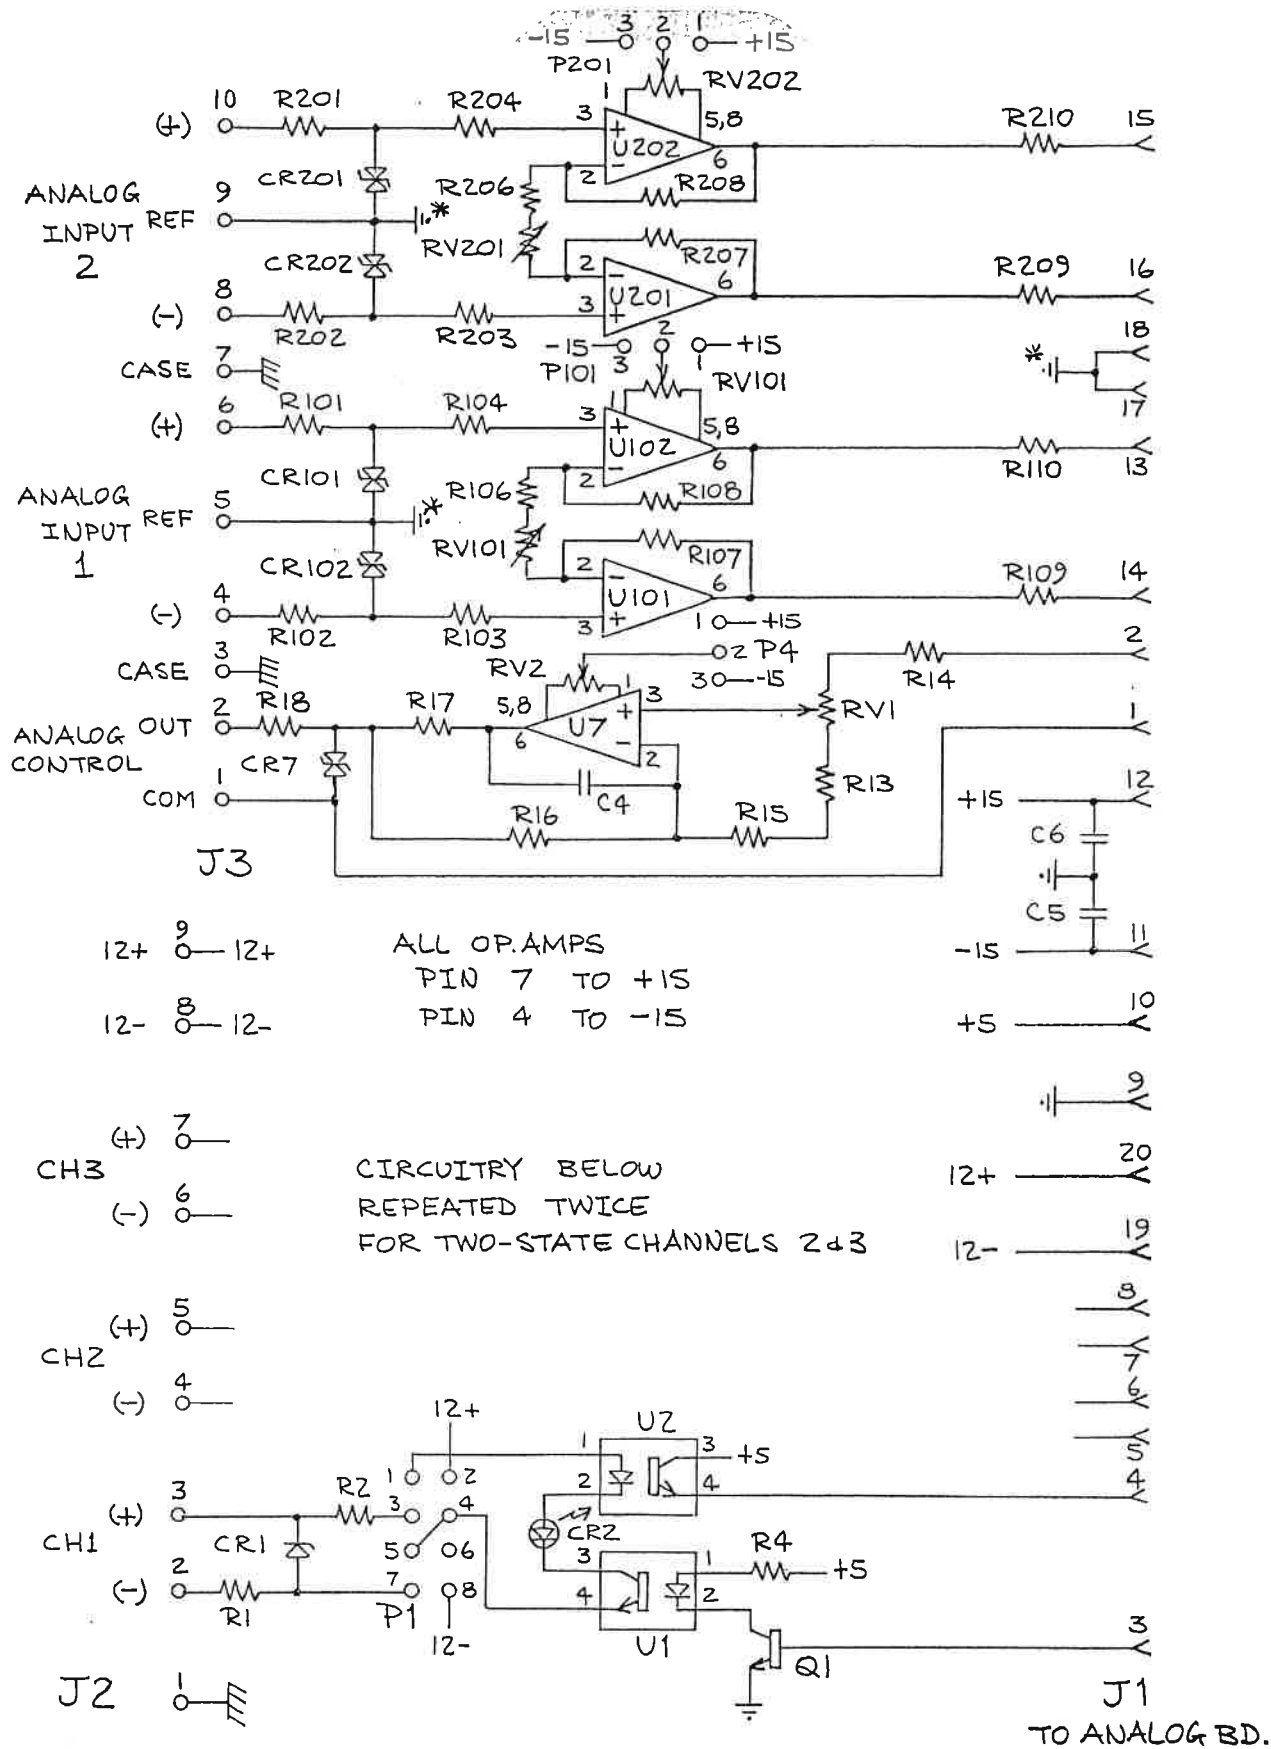 -15 3 2 1 +15
P201 RV202
10 R201 R204 1 3 5,8 R210 15
(+) + U202 6
CR201 - 2
R206 R208
ANALOG
INPUT
2
9
REF * RV201
CR202 R207 R209 16
2 - 6
8 U201
(-) 3 + 18
R202 R203 -15 3 2 1 +15 *
7 P101 RV101 17
CASE
6 R101 R104 1 3 5,8
(+) + U102 6 R110 13
CR101 - 2
R106 R108
ANALOG
INPUT
1
5
REF * RV101
CR102 R107 R109 14
2 - 6
4 U101
(-) 3 + 1 +15
R102 R103
3 RV2 2 P4 2
CASE 3 -15 R14
2 R18 R17 5,8 1 3
OUT 6 U7 + RV1 1
ANALOG
CONTROL
CR7 - 2
1
COM C4 R13 +15 12
R16 R15 C6
J3
C5
9
12+ 12+ ALL OP.AMPS -15 11
PIN 7 TO +15
8
12- 12- PIN 4 TO -15 +5 10
9
7
(+) 20
CH3 CIRCUITRY BELOW 12+
6
(-) REPEATED TWICE
FOR TWO-STATE CHANNELS 2&3 12- 19
8
5
(+)
CH2 7
4 6
(-) 12+
U2 5
1 3 +5
1 2 2 4 4
3 R2 3 4
(+) CR2
CH1 CR1 5 6 3 1 R4 +5
2 7 8 4 2
(-) R1 P1 3
12- U1
Q1
1
J2 J1
TO ANALOG BD.